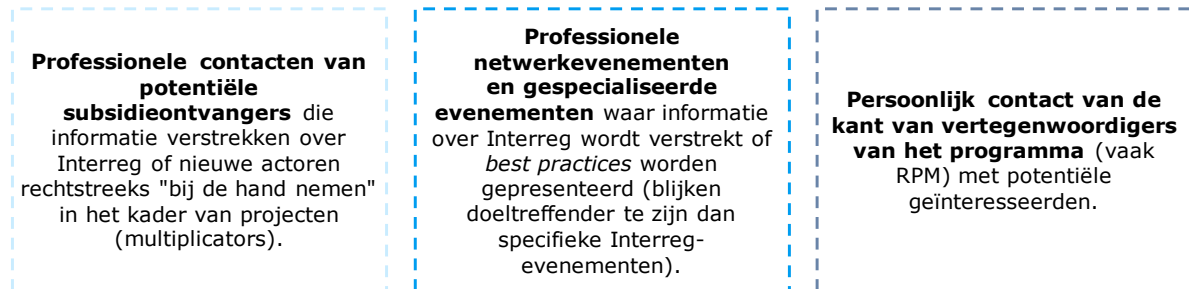 Professionele contacten van
potentiële
subsidieontvangers die
informatie verstrekken over
Interreg of nieuwe actoren
rechtstreeks "bij de hand nemen"
in het kader van projecten
(multiplicators).
Professionele
netwerkevenementen
en gespecialiseerde
evenementen waar informatie
over Interreg wordt verstrekt of
best practices worden
gepresenteerd (blijken
doeltreffender te zijn dan
specifieke Interreg-
evenementen).
Persoonlijk contact van de
kant van vertegenwoordigers
van het programma (vaak
RPM) met potentiële
geïnteresseerden.